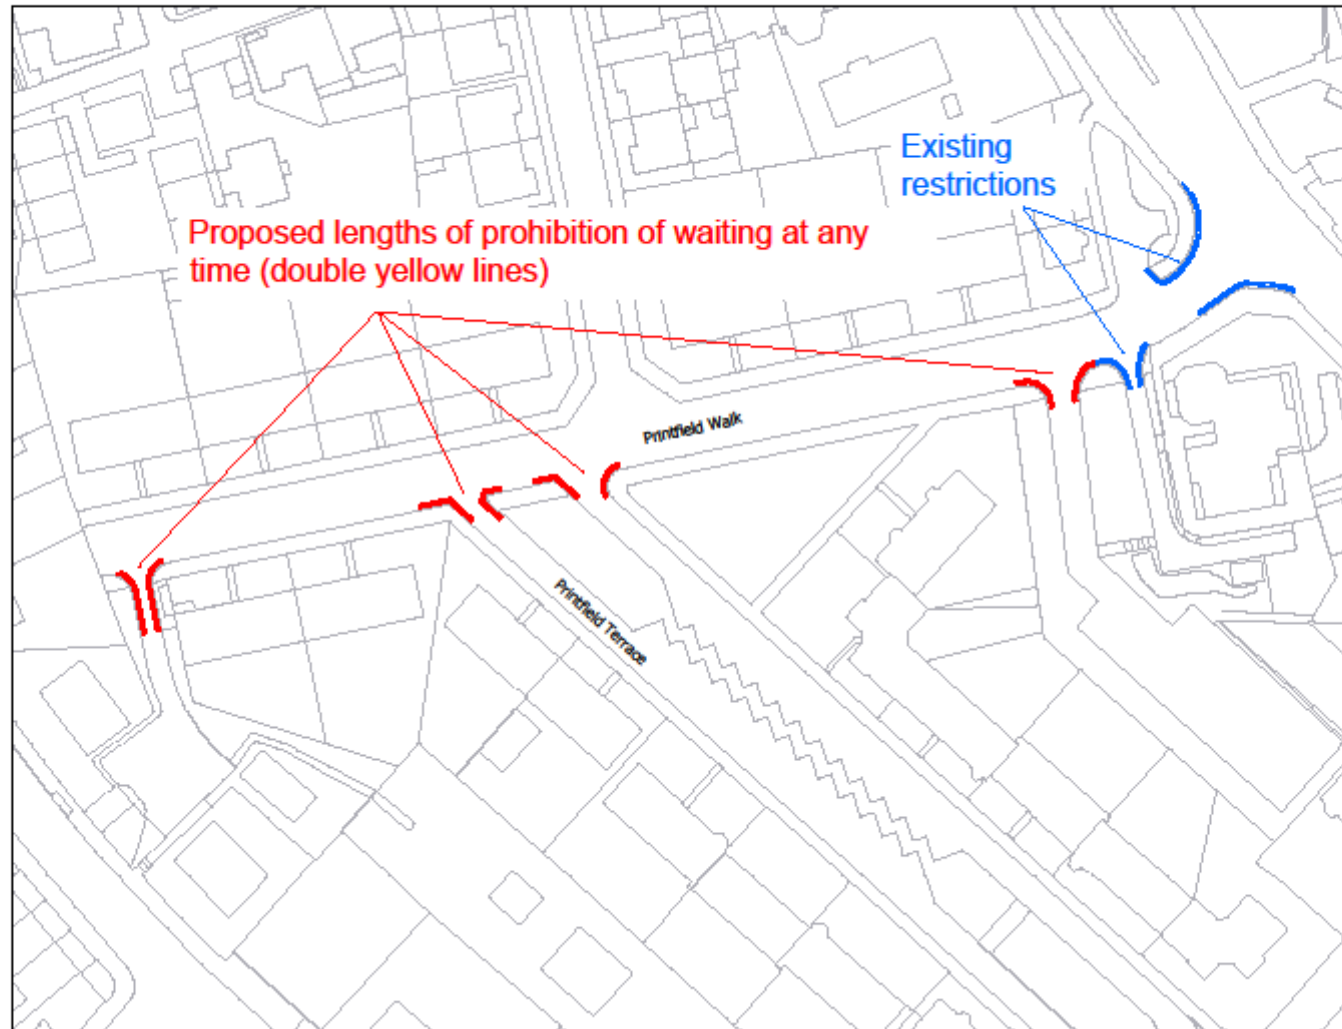 Existing
restrictions
Proposed lengths of prohibition of waiting at any
time (double yellow lines)
Printfield Walk
Printfield Terrace